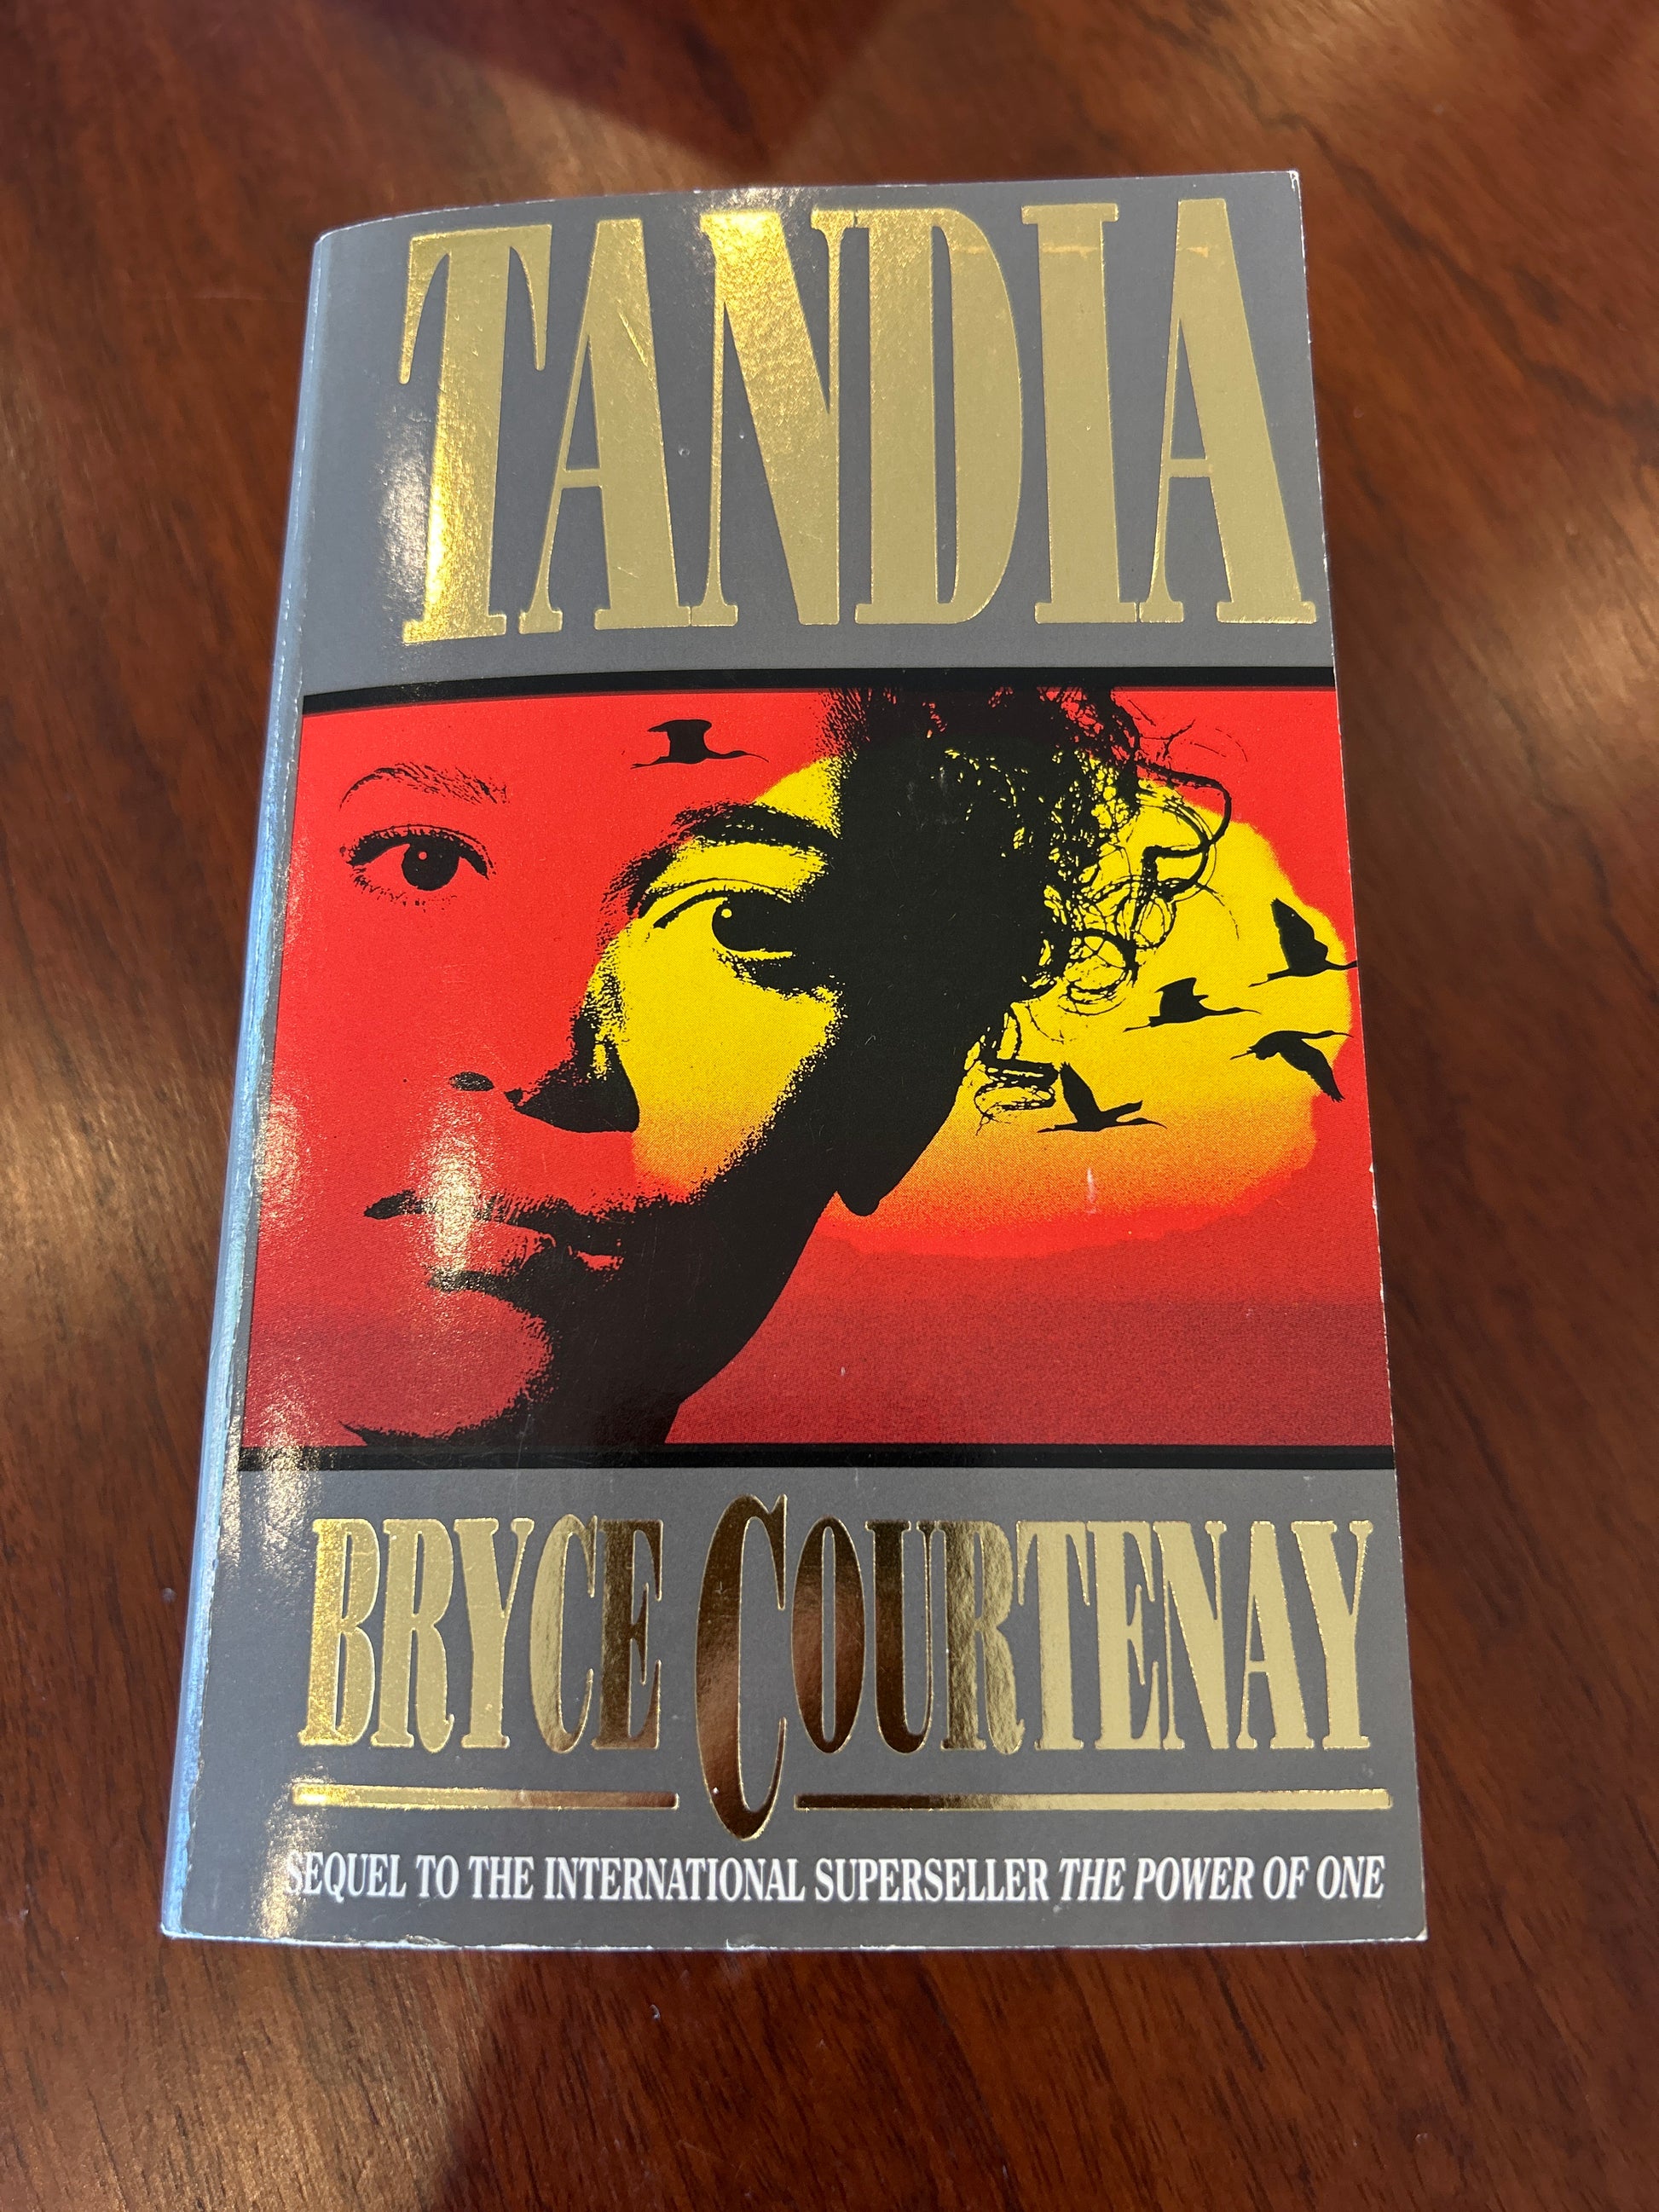 TANDIA
BRYCE COURTENAY
SEQUEL TO THE INTERNATIONAL SUPERSELLER THE POWER OF ONE